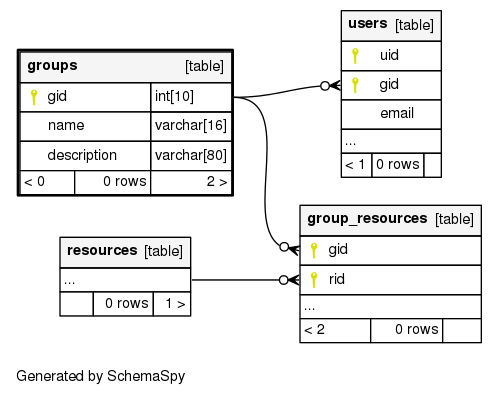 groups [table]
gid int[10]
name varchar[16]
description varchar[80]
< 0 0 rows 2 >
users [table]
uid
gid
email
...
< 1 0 rows
resources [table]
...
0 rows 1 >
group_resources [table]
gid
rid
...
< 2 0 rows
Generated by SchemaSpy